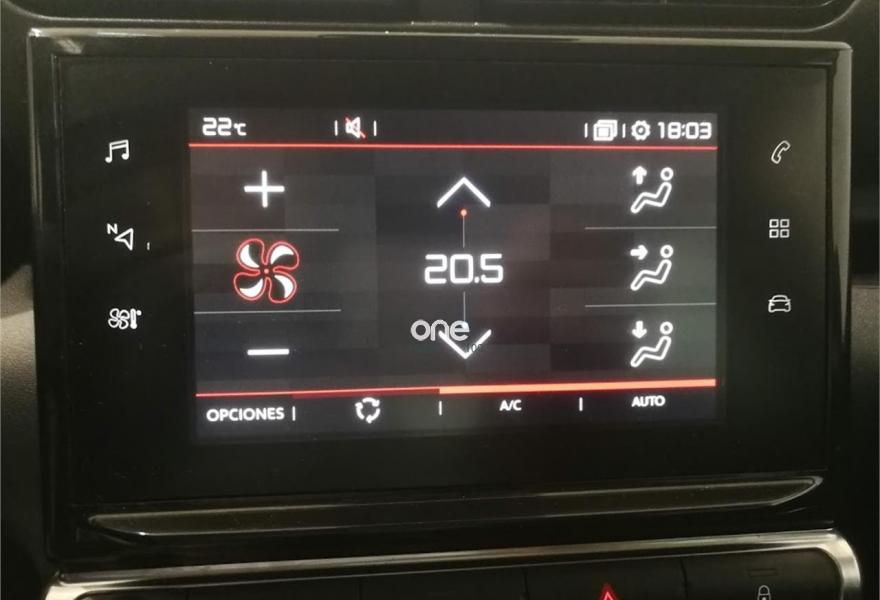 22°C
18:03
N
20.5
one
OPCIONES
A/C
AUTO